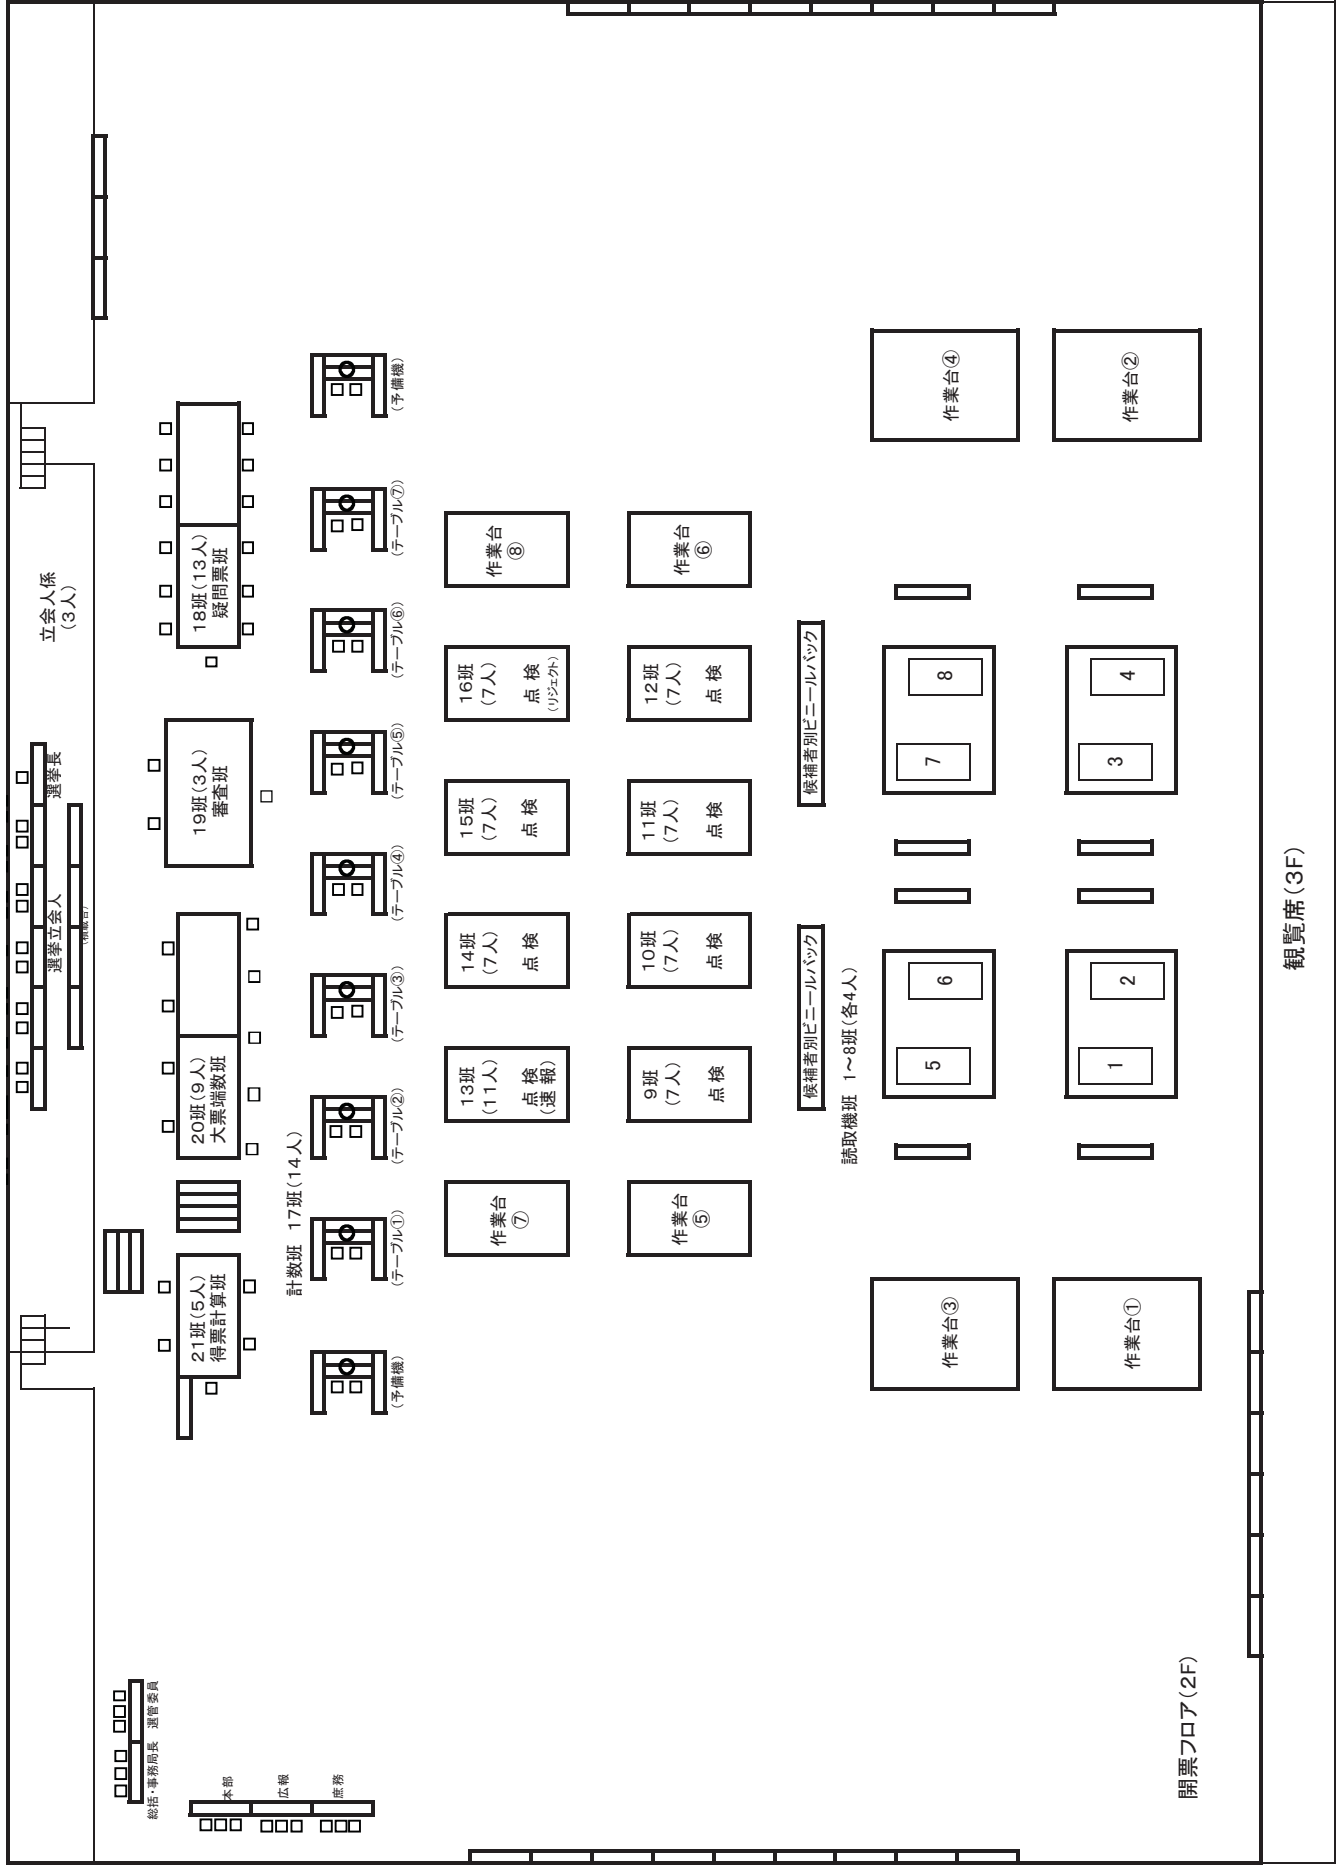 立会人係
(3人)
選挙長
選挙立会人
総括・事務局長 選管委員
本部
広報
庶務
21班(5人)
得票計算班
20班(9人)
大票端数班
19班(3人)
審査班
18班(13人)
疑問票班
計数班 17班(14人)
(予備機)
(テーブル①)
(テーブル②)
(テーブル③)
(テーブル④)
(テーブル⑤)
(テーブル⑥)
(テーブル⑦)
(予備機)
作業台
⑦
13班
(11人)
点検
(速報)
14班
(7人)
点検
15班
(7人)
点検
16班
(7人)
点検
(リジェクト)
作業台
⑧
作業台
⑤
9班
(7人)
点検
10班
(7人)
点検
11班
(7人)
点検
12班
(7人)
点検
作業台
⑥
候補者別ビニールパック
候補者別ビニールパック
読取機班 1~8班(各4人)
作業台③
5
6
7
8
作業台④
作業台①
1
2
3
4
作業台②
開票フロア(2F)
観覧席(3F)